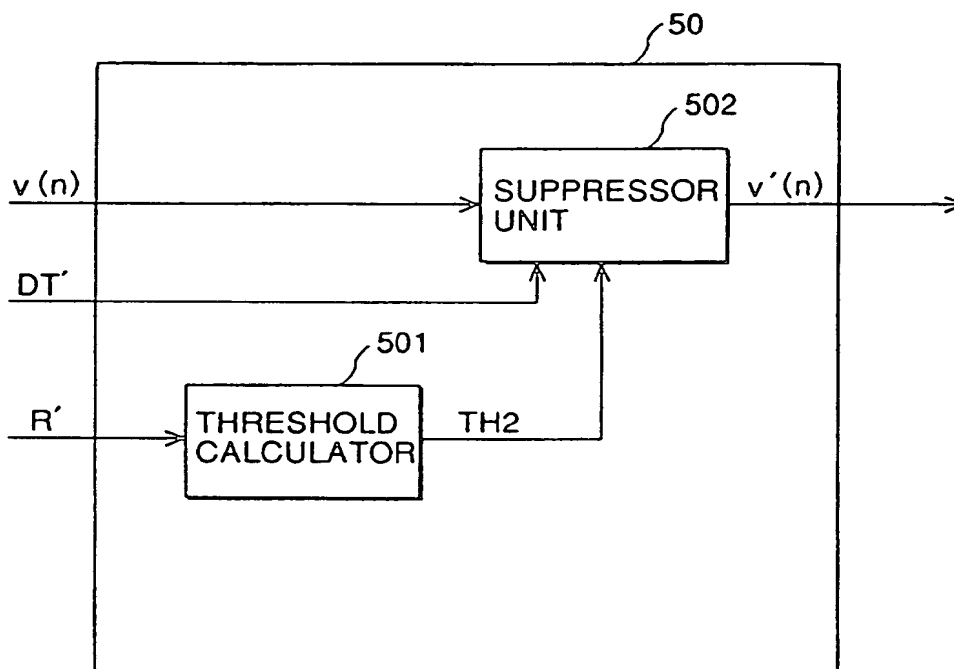 50
502
v(n)
SUPPRESSOR
UNIT
v′(n)
DT′
501
R′
THRESHOLD
CALCULATOR
TH2